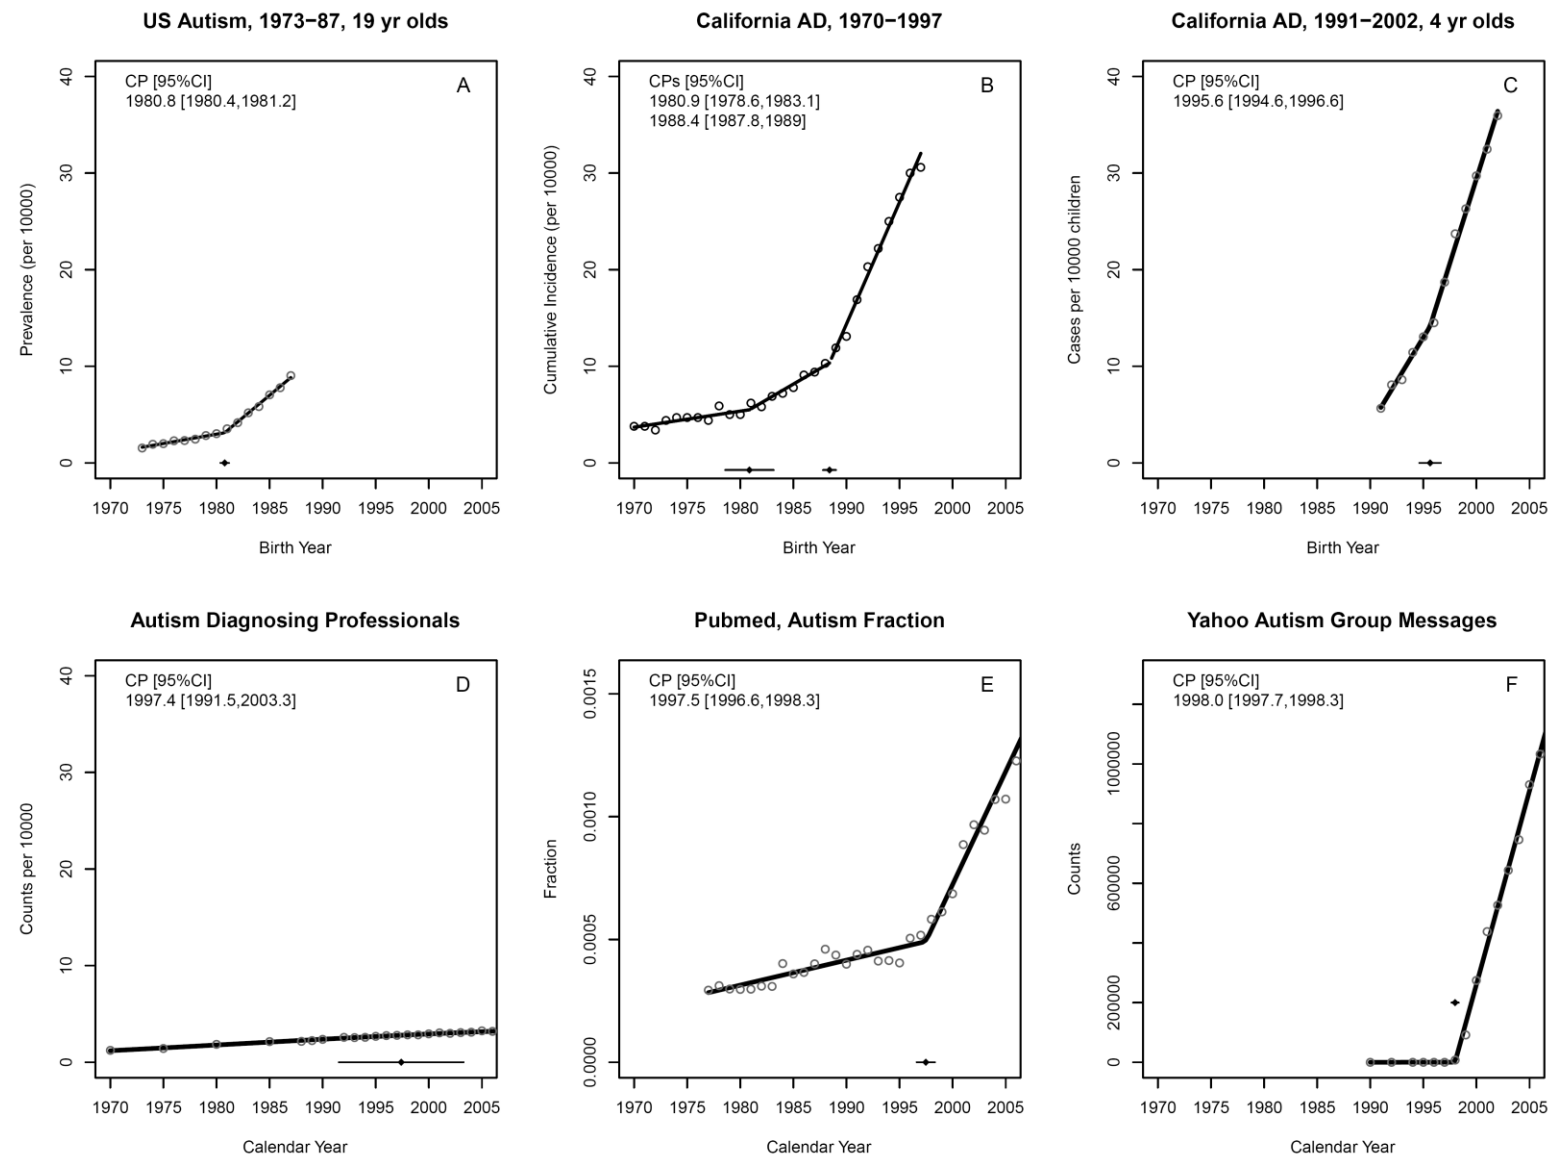 US Autism, 1973−87, 19 yr olds
CP [95%CI]
1980.8 [1980.4,1981.2]
A
Prevalence (per 10000)
0 10 20 30 40
1970 1975 1980 1985 1990 1995 2000 2005
Birth Year
California AD, 1970−1997
CPs [95%CI]
1980.9 [1978.6,1983.1]
1988.4 [1987.8,1989]
B
Cumulative Incidence (per 10000)
0 10 20 30 40
1970 1975 1980 1985 1990 1995 2000 2005
Birth Year
California AD, 1991−2002, 4 yr olds
CP [95%CI]
1995.6 [1994.6,1996.6]
C
Cases per 10000 children
0 10 20 30 40
1970 1975 1980 1985 1990 1995 2000 2005
Birth Year
Autism Diagnosing Professionals
CP [95%CI]
1997.4 [1991.5,2003.3]
D
Counts per 10000
0 10 20 30 40
1970 1975 1980 1985 1990 1995 2000 2005
Calendar Year
Pubmed, Autism Fraction
CP [95%CI]
1997.5 [1996.6,1998.3]
E
Fraction
0.0000 0.0005 0.0010 0.0015
1970 1975 1980 1985 1990 1995 2000 2005
Calendar Year
Yahoo Autism Group Messages
CP [95%CI]
1998.0 [1997.7,1998.3]
F
Counts
0 200000 600000 1000000
1970 1975 1980 1985 1990 1995 2000 2005
Calendar Year